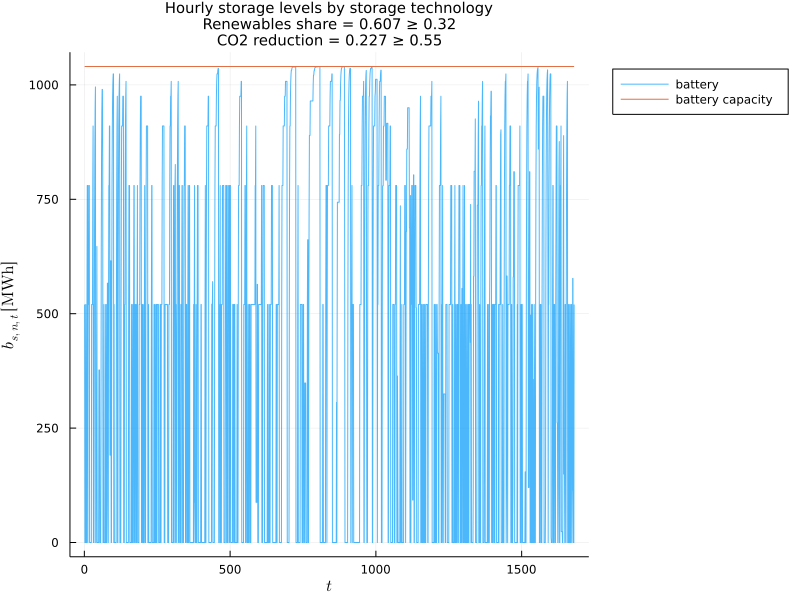 Hourly storage levels by storage technology
Renewables share = 0.607 ≥ 0.32
CO2 reduction = 0.227 ≥ 0.55
battery
battery capacity
1000
750
500
250
0
b_{s, n, t} [MWh]
0 500 1000 1500
t